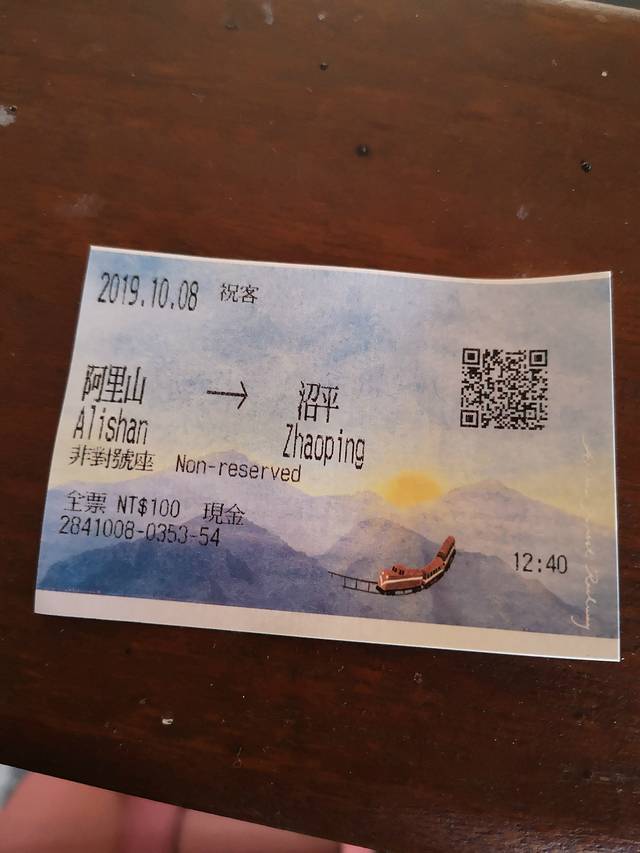 2019.10.08 祝客
阿里山 → 沼平
Alishan Zhaoping
非對號座 Non-reserved
全票 NT$100 現金
2841008-0353-54
12:40
Railway